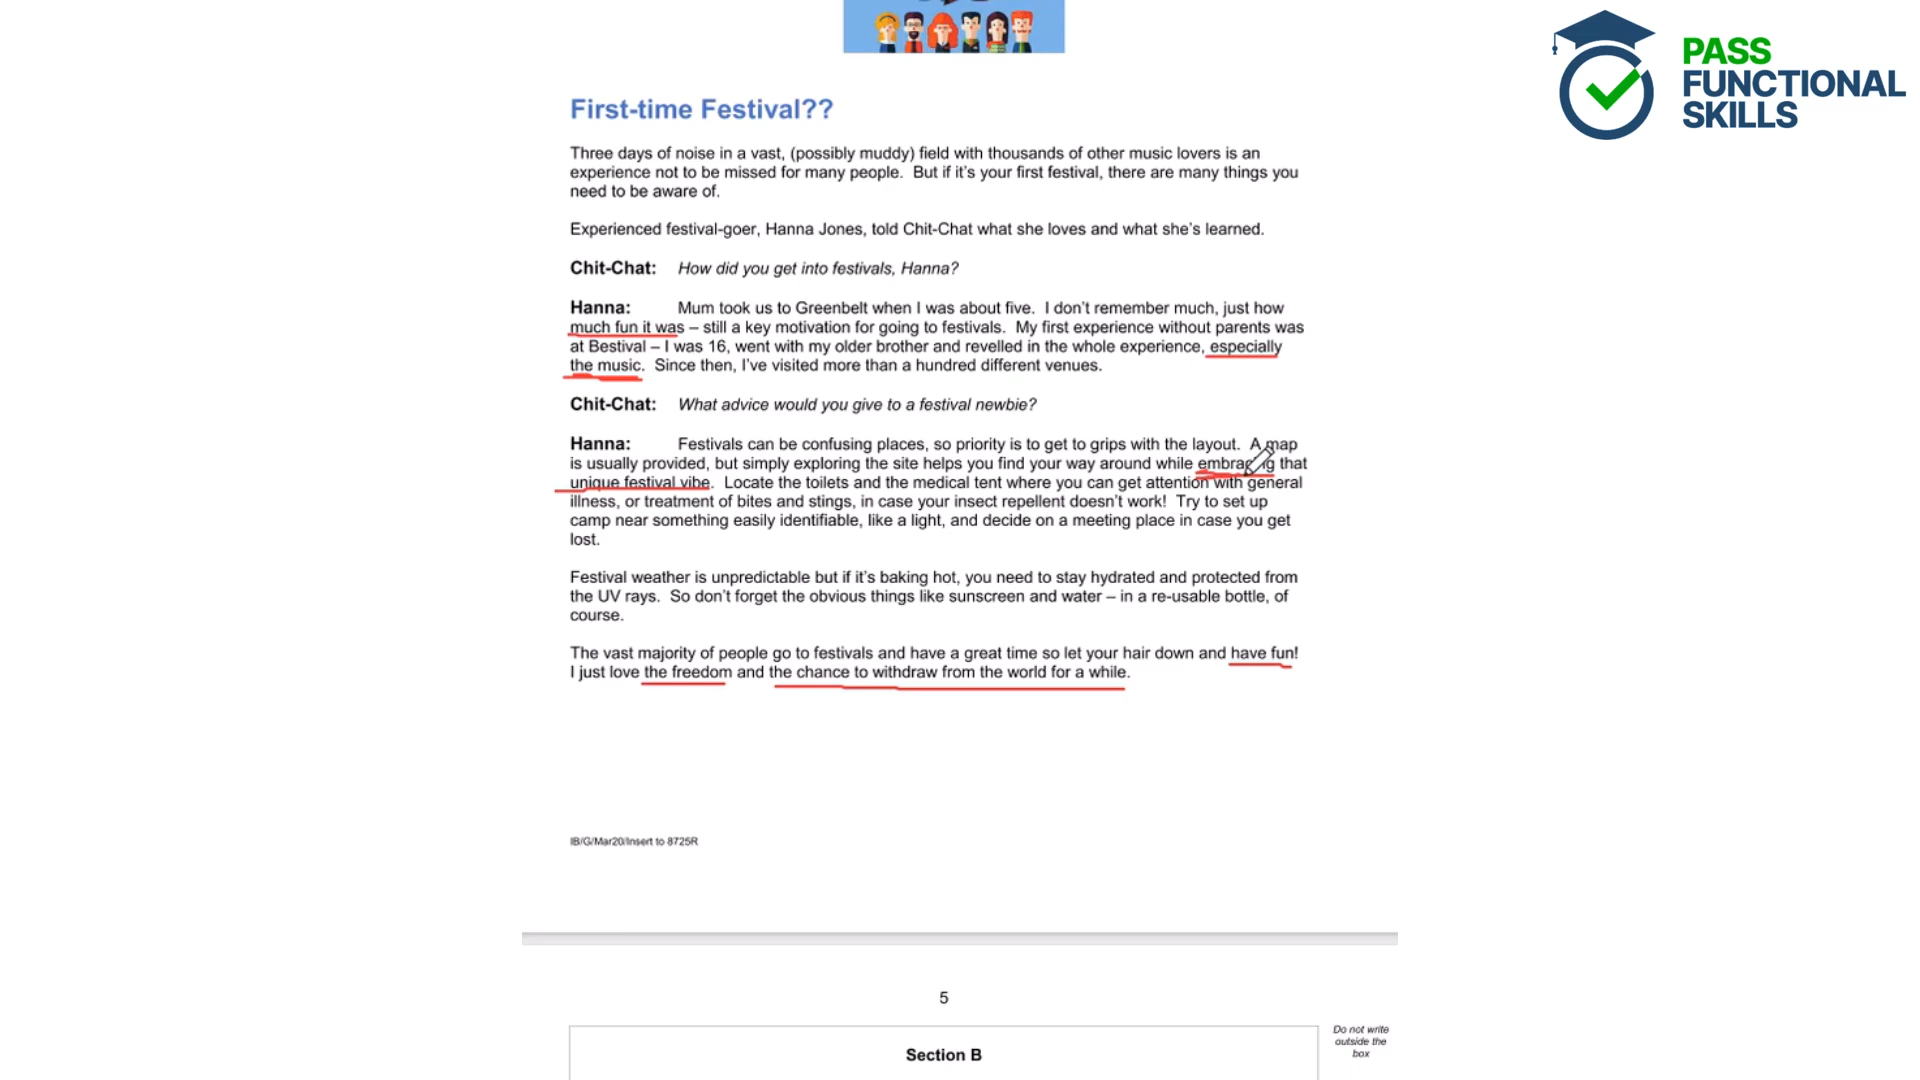 PASS
FUNCTIONAL
SKILLS
First-time Festival??
Three days of noise in a vast, (possibly muddy) field with thousands of other music lovers is an
experience not to be missed for many people. But if it's your first festival, there are many things you
need to be aware of.
Experienced festival-goer, Hanna Jones, told Chit-Chat what she loves and what she's learned.
Chit-Chat: How did you get into festivals, Hanna?
Hanna: Mum took us to Greenbelt when I was about five. I don't remember much, just how
much fun it was – still a key motivation for going to festivals. My first experience without parents was
at Bestival – I was 16, went with my older brother and revelled in the whole experience, especially
the music. Since then, I've visited more than a hundred different venues.
Chit-Chat: What advice would you give to a festival newbie?
Hanna: Festivals can be confusing places, so priority is to get to grips with the layout. A map
is usually provided, but simply exploring the site helps you find your way around while embracing that
unique festival vibe. Locate the toilets and the medical tent where you can get attention with general
illness, or treatment of bites and stings, in case your insect repellent doesn't work! Try to set up
camp near something easily identifiable, like a light, and decide on a meeting place in case you get
lost.
Festival weather is unpredictable but if it's baking hot, you need to stay hydrated and protected from
the UV rays. So don't forget the obvious things like sunscreen and water – in a re-usable bottle, of
course.
The vast majority of people go to festivals and have a great time so let your hair down and have fun!
I just love the freedom and the chance to withdraw from the world for a while.
IB/G/Mar20/Insert to 8725R
5
Section B
Do not write
outside the
box